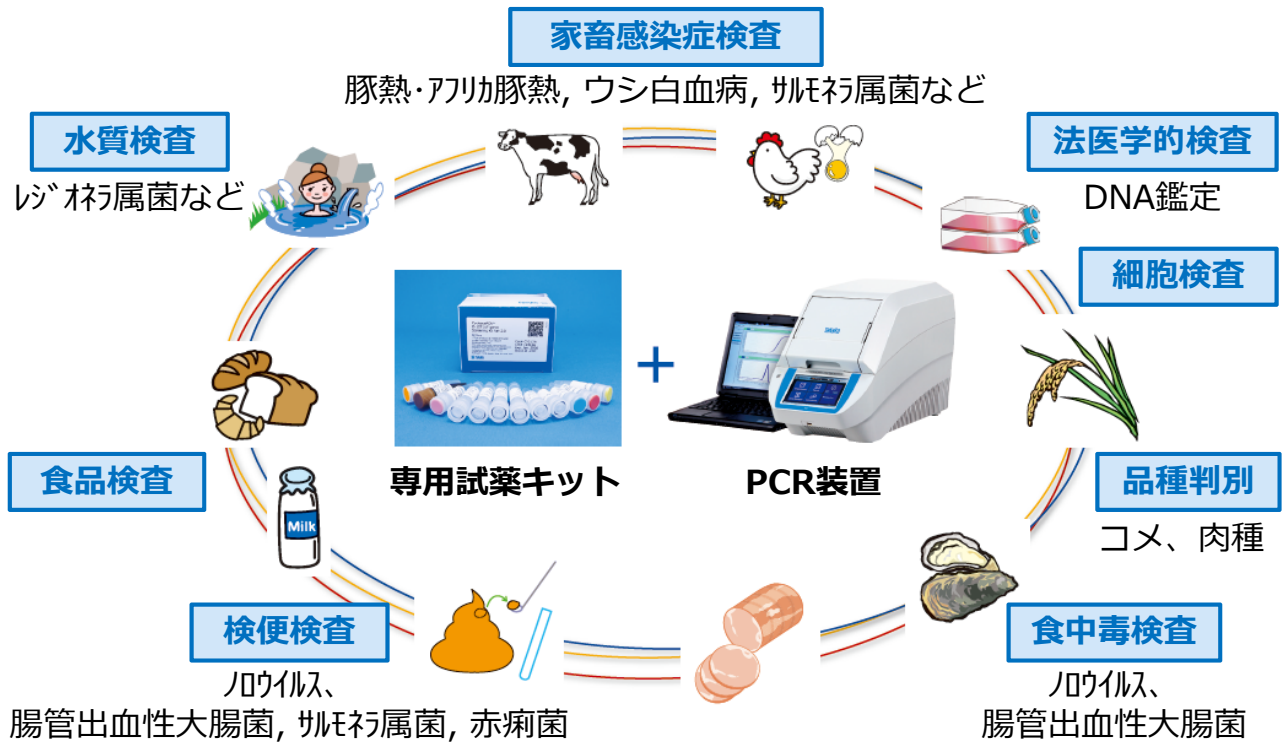 家畜感染症検査
豚熱･ｱﾌﾘｶ豚熱, ウシ白血病, ｻﾙﾓﾈﾗ属菌など
水質検査
ﾚｼﾞｵﾈﾗ属菌など
法医学的検査
DNA鑑定
細胞検査
専用試薬キット
+
PCR装置
食品検査
Milk
品種判別
コメ、肉種
検便検査
ﾉﾛｳｲﾙｽ、
腸管出血性大腸菌, ｻﾙﾓﾈﾗ属菌, 赤痢菌
食中毒検査
ﾉﾛｳｲﾙｽ、
腸管出血性大腸菌